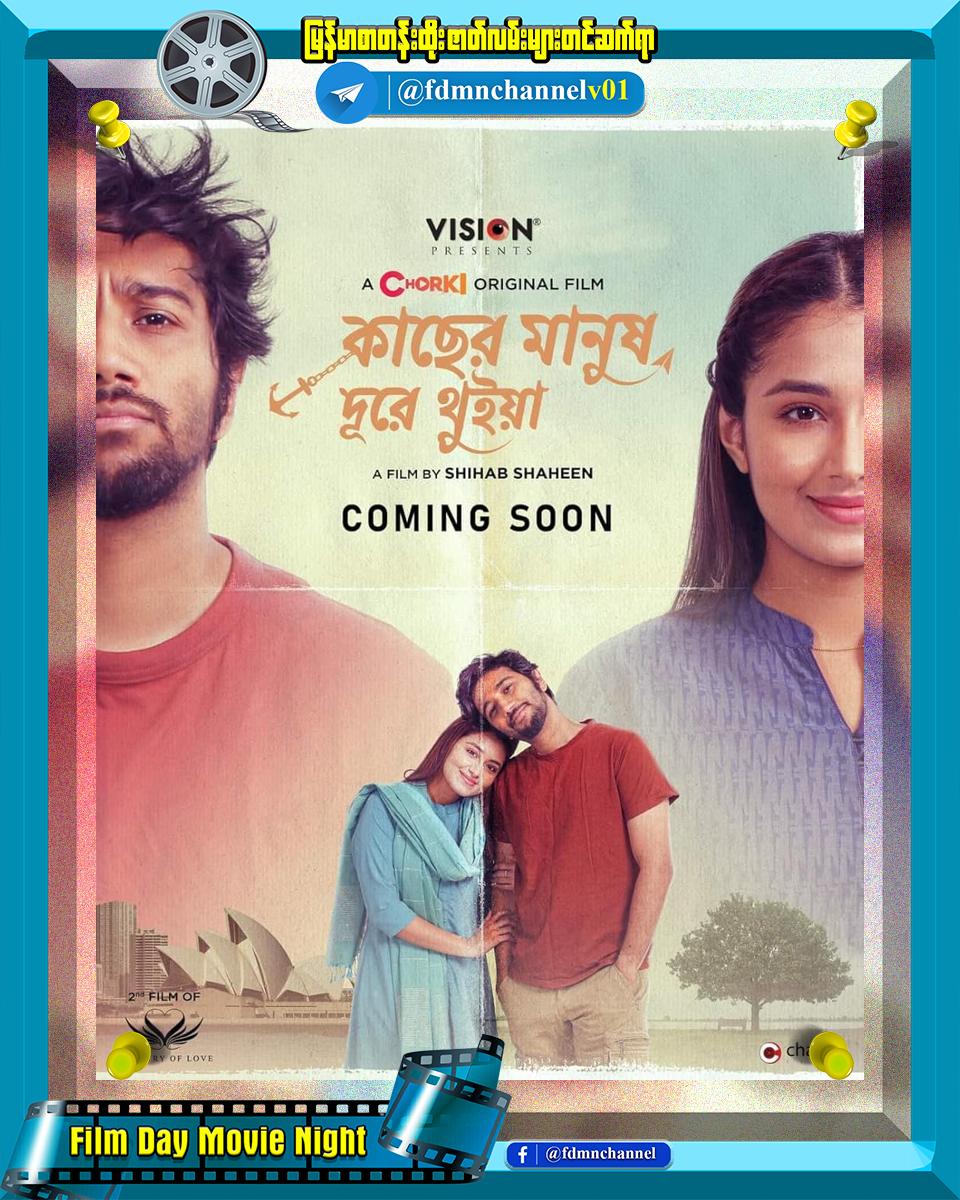 မြန်မာစာတန်းထိုးဇာတ်လမ်းများတင်ဆက်ရာ
@fdmnchannelv01
VISION®
PRESENTS
A CHORKI ORIGINAL FILM
কাছের মানুষ
দূরে থুইয়া
A FILM BY SHIHAB SHAHEEN
COMING SOON
2nd FILM OF
OF LOVE
Film Day Movie Night
@fdmnchannel